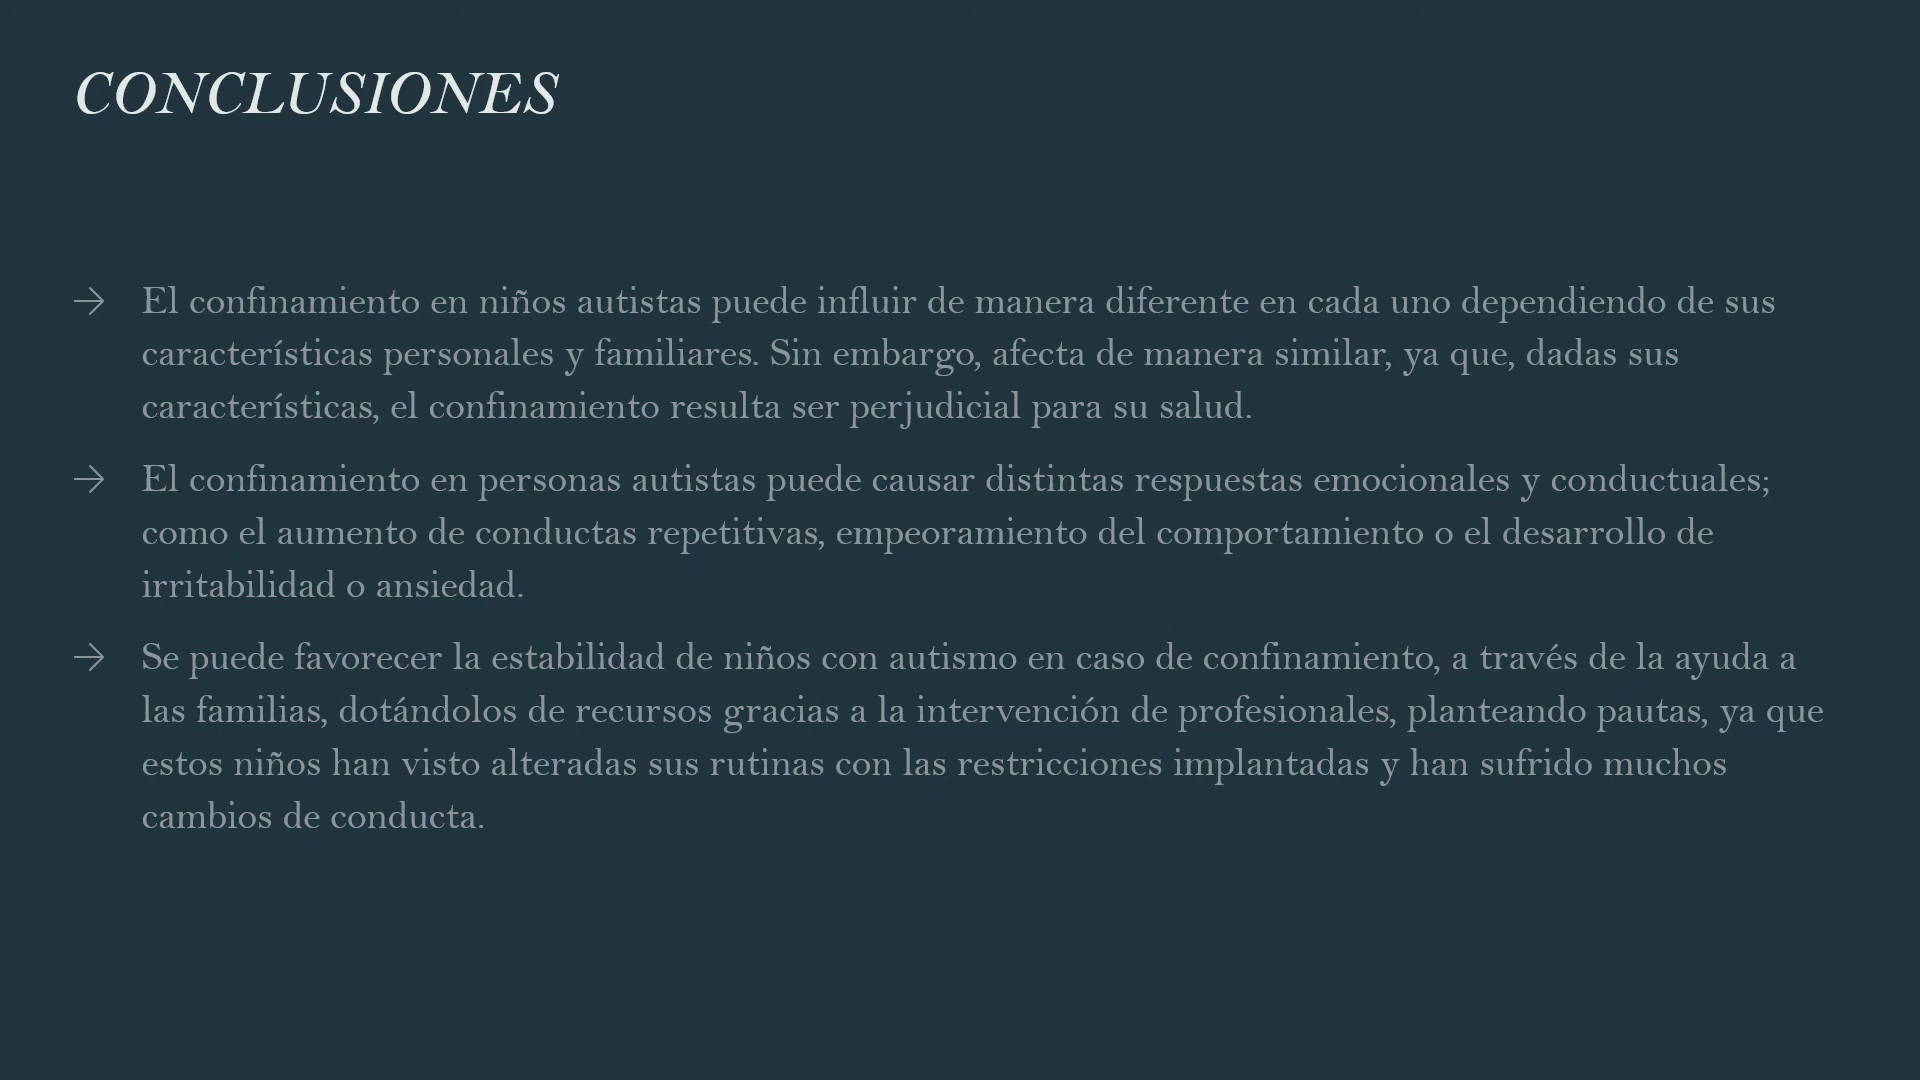 CONCLUSIONES
→ El confinamiento en niños autistas puede influir de manera diferente en cada uno dependiendo de sus
características personales y familiares. Sin embargo, afecta de manera similar, ya que, dadas sus
características, el confinamiento resulta ser perjudicial para su salud.
→ El confinamiento en personas autistas puede causar distintas respuestas emocionales y conductuales;
como el aumento de conductas repetitivas, empeoramiento del comportamiento o el desarrollo de
irritabilidad o ansiedad.
→ Se puede favorecer la estabilidad de niños con autismo en caso de confinamiento, a través de la ayuda a
las familias, dotándolos de recursos gracias a la intervención de profesionales, planteando pautas, ya que
estos niños han visto alteradas sus rutinas con las restricciones implantadas y han sufrido muchos
cambios de conducta.